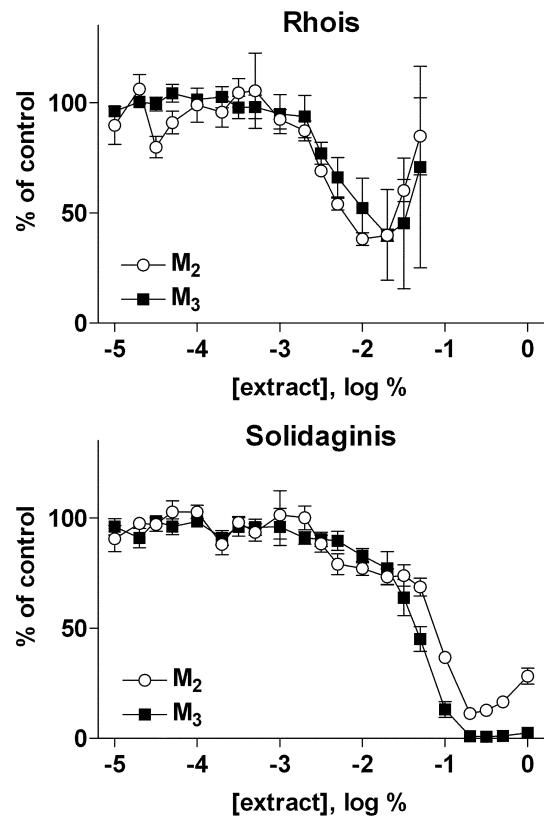 Rhois
100
50
0
% of control
M2
M3
-5 -4 -3 -2 -1 0
[extract], log %
Solidaginis
100
50
0
% of control
M2
M3
-5 -4 -3 -2 -1 0
[extract], log %